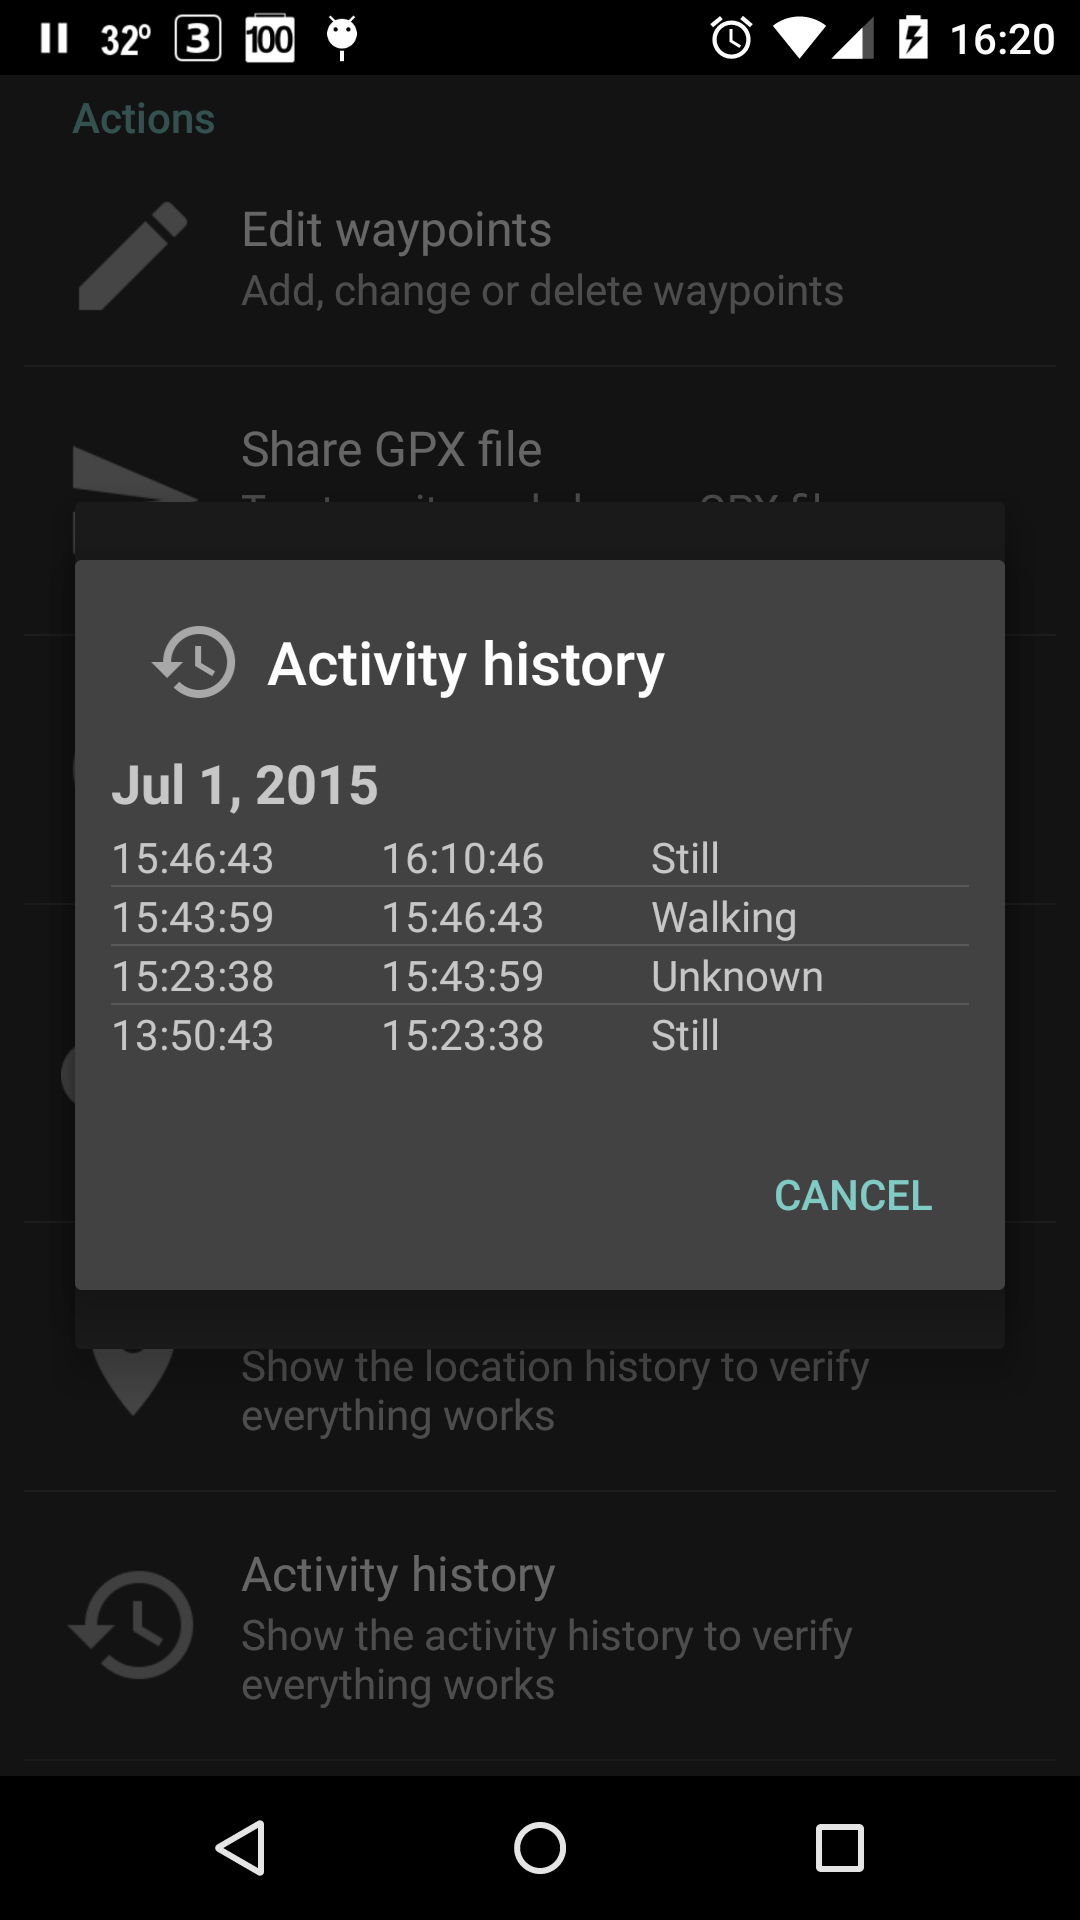 32º 3 100 16:20
Actions
Edit waypoints
Add, change or delete waypoints
Share GPX file
Activity history
Jul 1, 2015
15:46:43 16:10:46 Still
15:43:59 15:46:43 Walking
15:23:38 15:43:59 Unknown
13:50:43 15:23:38 Still
CANCEL
Show the location history to verify
everything works
Activity history
Show the activity history to verify
everything works